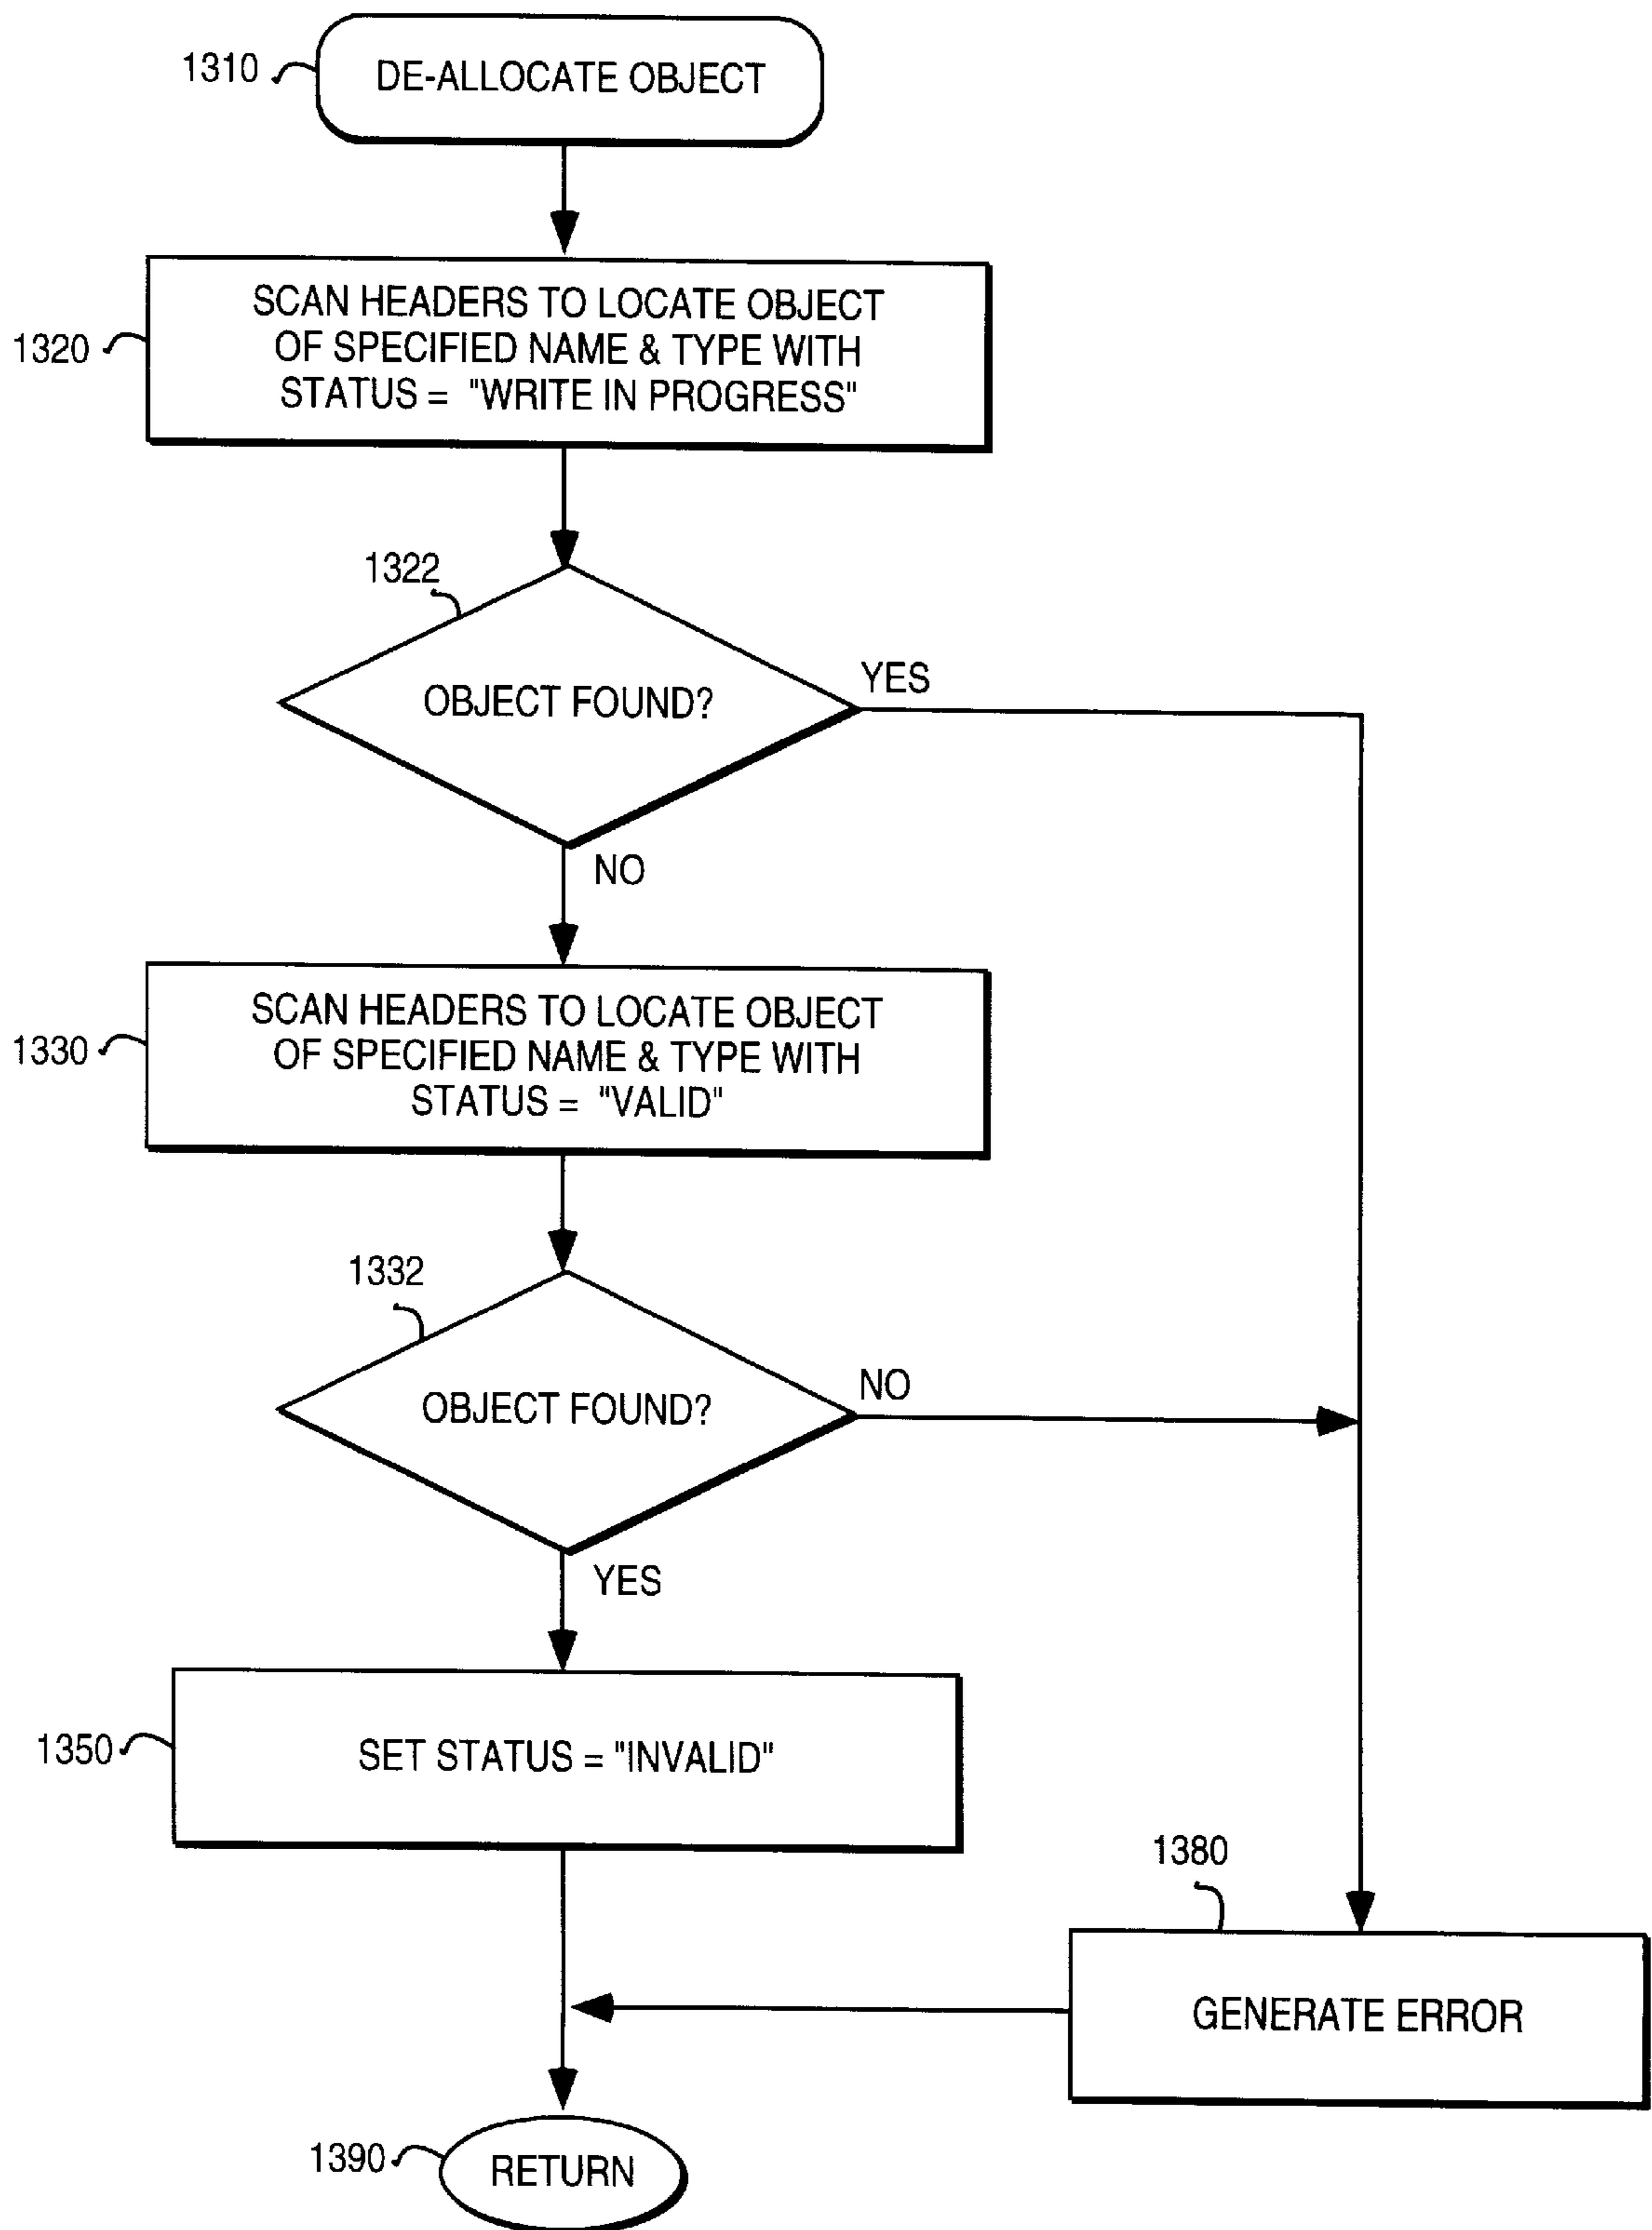 1310
DE-ALLOCATE OBJECT
1320
SCAN HEADERS TO LOCATE OBJECT
OF SPECIFIED NAME & TYPE WITH
STATUS = "WRITE IN PROGRESS"
1322
OBJECT FOUND?
YES
NO
1330
SCAN HEADERS TO LOCATE OBJECT
OF SPECIFIED NAME & TYPE WITH
STATUS = "VALID"
1332
OBJECT FOUND?
NO
YES
1350
SET STATUS = "INVALID"
1380
GENERATE ERROR
1390
RETURN